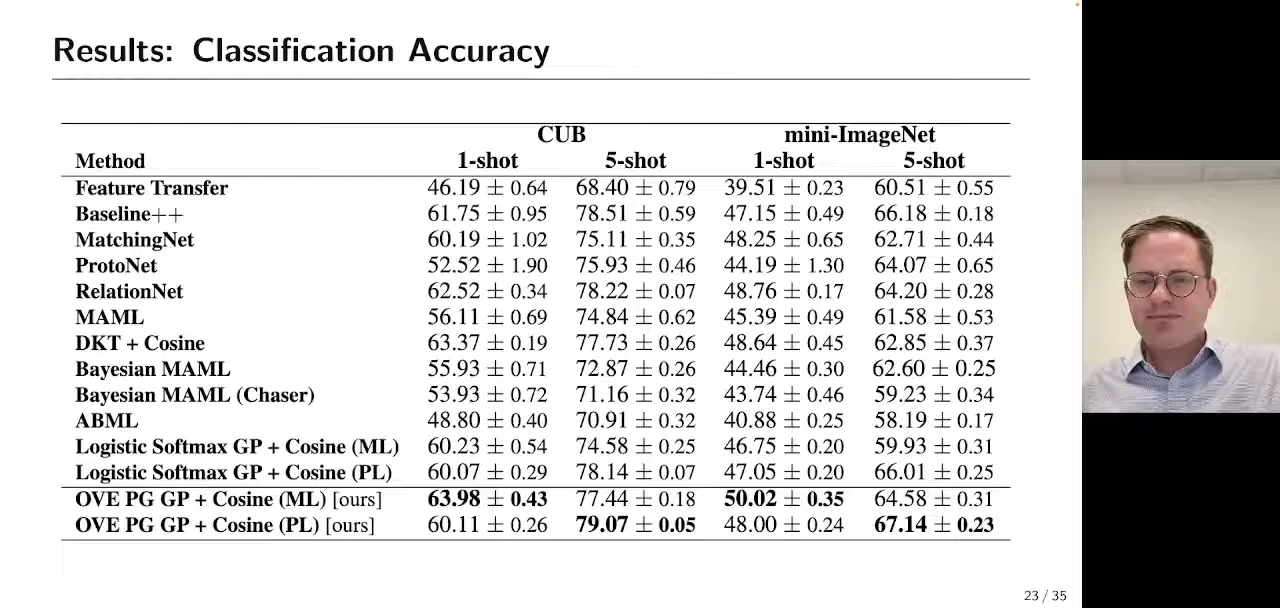 Results: Classification Accuracy
CUB mini-ImageNet
Method 1-shot 5-shot 1-shot 5-shot
Feature Transfer 46.19 ± 0.64 68.40 ± 0.79 39.51 ± 0.23 60.51 ± 0.55
Baseline++ 61.75 ± 0.95 78.51 ± 0.59 47.15 ± 0.49 66.18 ± 0.18
MatchingNet 60.19 ± 1.02 75.11 ± 0.35 48.25 ± 0.65 62.71 ± 0.44
ProtoNet 52.52 ± 1.90 75.93 ± 0.46 44.19 ± 1.30 64.07 ± 0.65
RelationNet 62.52 ± 0.34 78.22 ± 0.07 48.76 ± 0.17 64.20 ± 0.28
MAML 56.11 ± 0.69 74.84 ± 0.62 45.39 ± 0.49 61.58 ± 0.53
DKT + Cosine 63.37 ± 0.19 77.73 ± 0.26 48.64 ± 0.45 62.85 ± 0.37
Bayesian MAML 55.93 ± 0.71 72.87 ± 0.26 44.46 ± 0.30 62.60 ± 0.25
Bayesian MAML (Chaser) 53.93 ± 0.72 71.16 ± 0.32 43.74 ± 0.46 59.23 ± 0.34
ABML 48.80 ± 0.40 70.91 ± 0.32 40.88 ± 0.25 58.19 ± 0.17
Logistic Softmax GP + Cosine (ML) 60.23 ± 0.54 74.58 ± 0.25 46.75 ± 0.20 59.93 ± 0.31
Logistic Softmax GP + Cosine (PL) 60.07 ± 0.29 78.14 ± 0.07 47.05 ± 0.20 66.01 ± 0.25
OVE PG GP + Cosine (ML) [ours] 63.98 ± 0.43 77.44 ± 0.18 50.02 ± 0.35 64.58 ± 0.31
OVE PG GP + Cosine (PL) [ours] 60.11 ± 0.26 79.07 ± 0.05 48.00 ± 0.24 67.14 ± 0.23
23 / 35